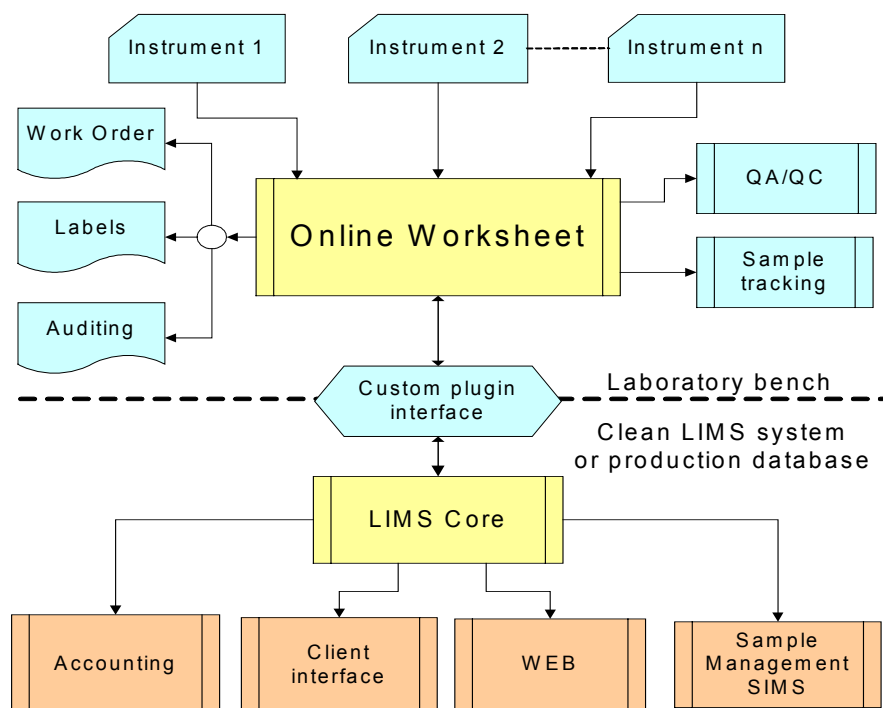 Instrument 1
Instrument 2
Instrument n
Work Order
Labels
Auditing
Online Worksheet
QA/QC
Sample
tracking
Custom plugin
interface
Laboratory bench
Clean LIMS system
or production database
LIMS Core
Accounting
Client
interface
WEB
Sample
Management
SIMS